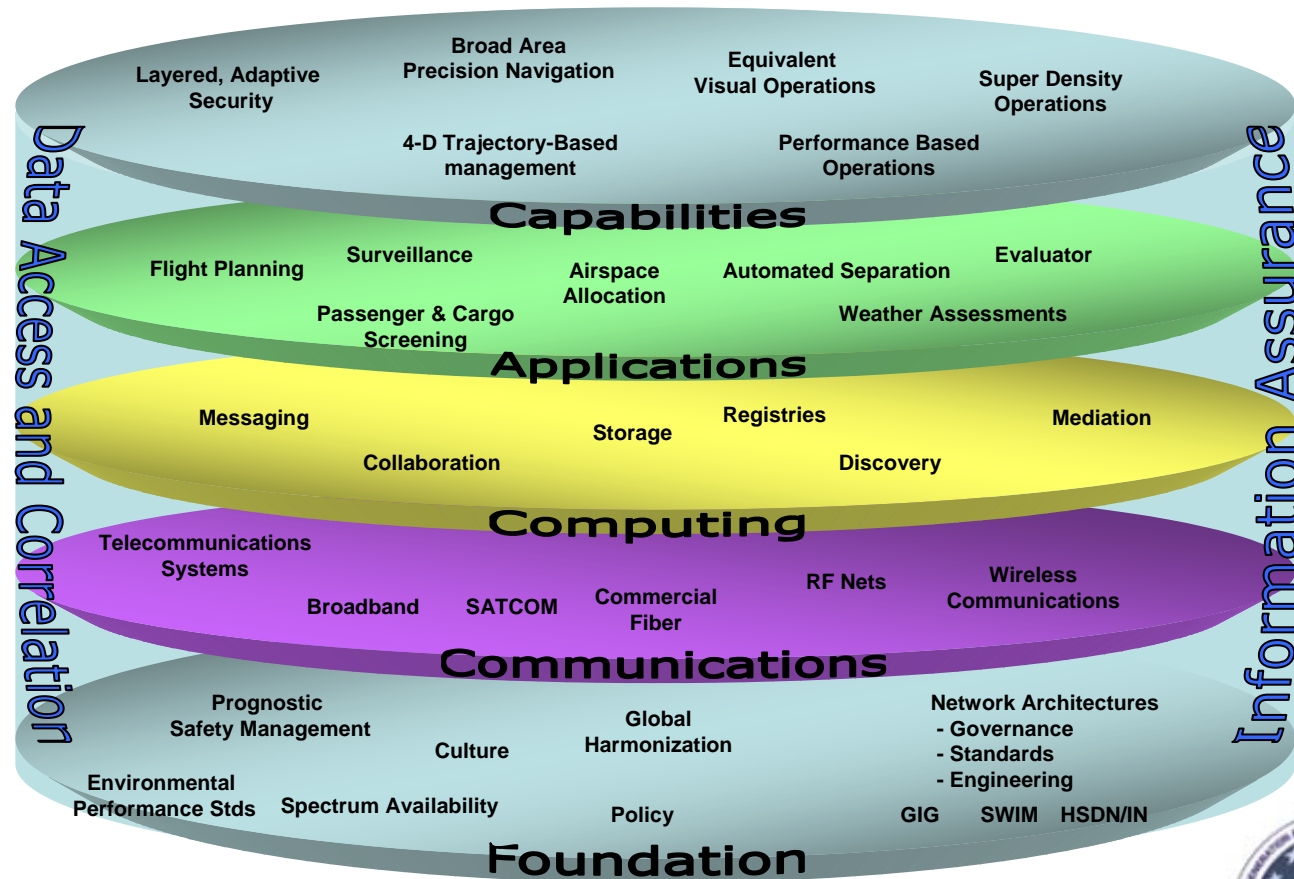 Broad Area
Precision Navigation
Layered, Adaptive
Security
Equivalent
Visual Operations
Super Density
Operations
4-D Trajectory-Based
management
Performance Based
Operations
Capabilities
Flight Planning
Surveillance
Airspace
Allocation
Automated Separation
Evaluator
Passenger & Cargo
Screening
Weather Assessments
Applications
Messaging
Storage
Registries
Mediation
Collaboration
Discovery
Computing
Telecommunications
Systems
Broadband
SATCOM
Commercial
Fiber
RF Nets
Wireless
Communications
Communications
Prognostic
Safety Management
Culture
Global
Harmonization
Network Architectures
- Governance
- Standards
- Engineering
Environmental
Performance Stds
Spectrum Availability
Policy
GIG SWIM HSDN/IN
Foundation
Data Access and Correlation
Information Assurance